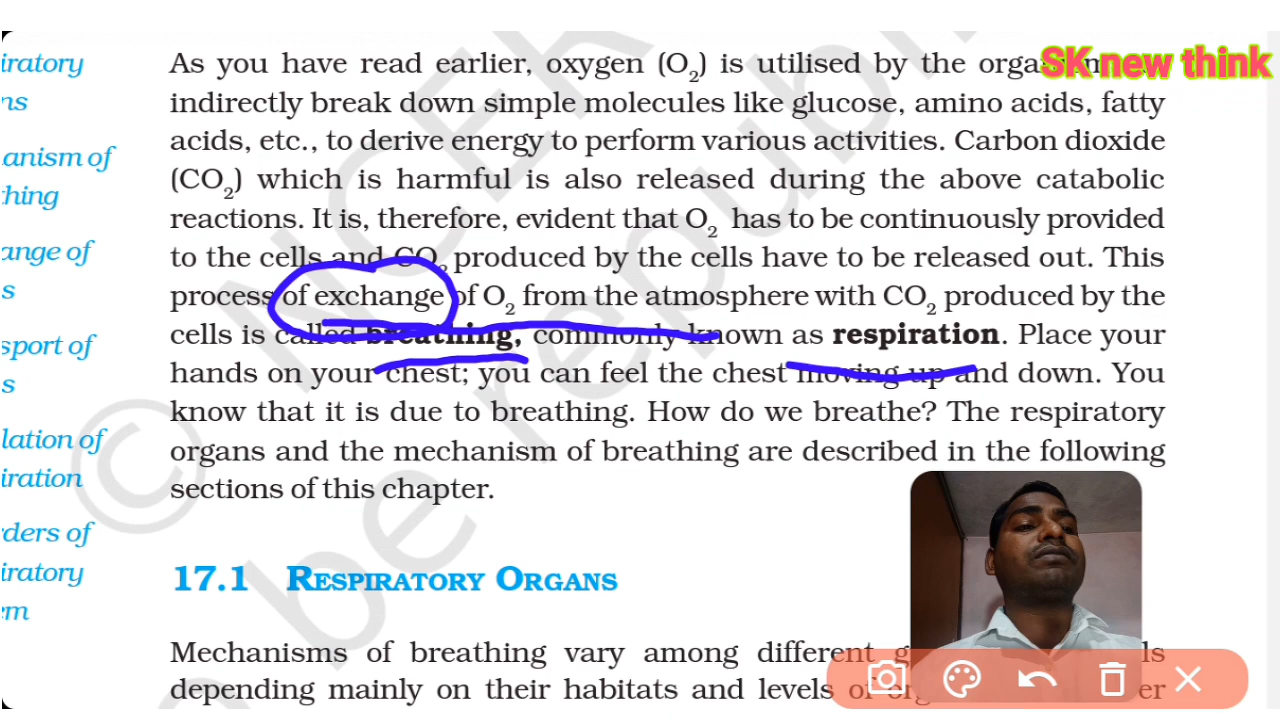 SK new think
iratory
ns
anism of
hing
ange of
s
sport of
s
lation of
iration
rders of
iratory
em
As you have read earlier, oxygen (O2) is utilised by the
indirectly break down simple molecules like glucose, amino acids, fatty
acids, etc., to derive energy to perform various activities. Carbon dioxide
(CO2) which is harmful is also released during the above catabolic
reactions. It is, therefore, evident that O2 has to be continuously provided
to the cells and CO2 produced by the cells have to be released out. This
process of exchange of O2 from the atmosphere with CO2 produced by the
cells is called breathing, commonly known as respiration. Place your
hands on your chest; you can feel the chest moving up and down. You
know that it is due to breathing. How do we breathe? The respiratory
organs and the mechanism of breathing are described in the following
sections of this chapter.
17.1 RESPIRATORY ORGANS
Mechanisms of breathing vary among different
depending mainly on their habitats and levels of
© NCER
be republi